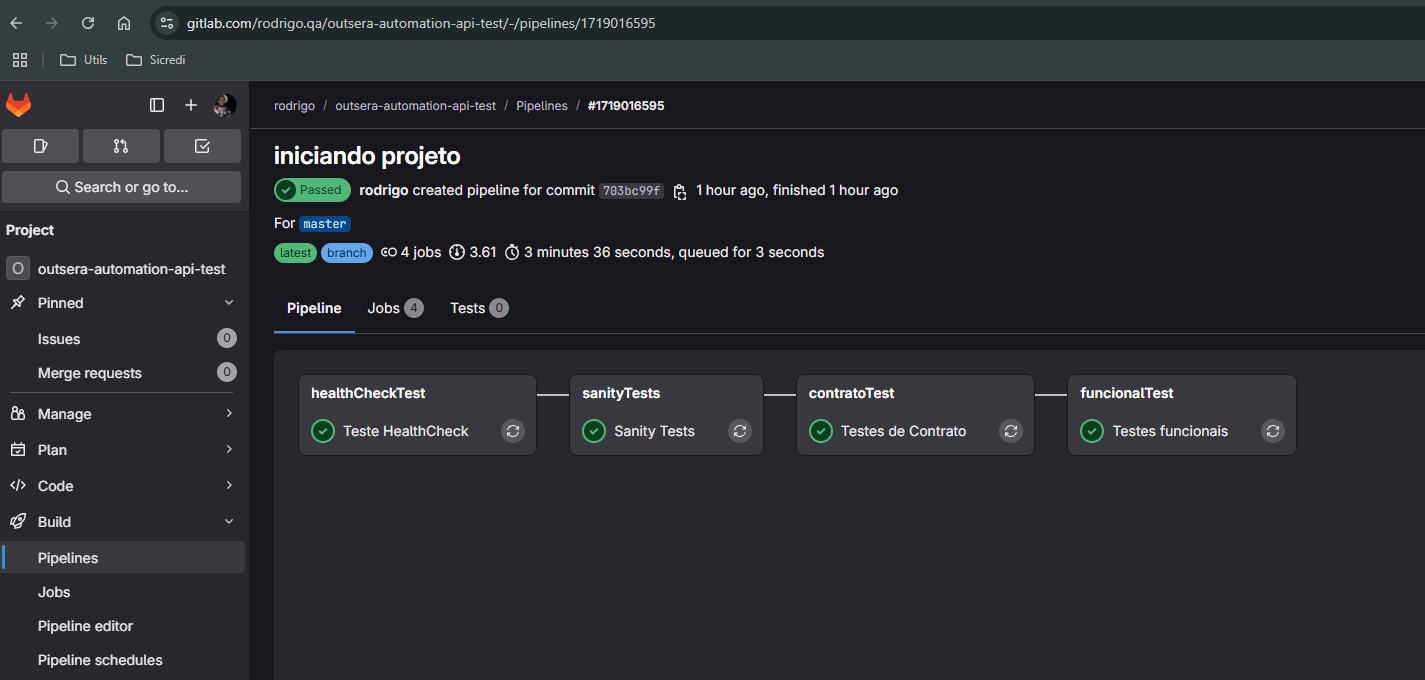 gitlab.com/rodrigo.qa/outsera-automation-api-test/-/pipelines/1719016595
Utils Sicredi
rodrigo / outsera-automation-api-test / Pipelines / #1719016595
iniciando projeto
Passed rodrigo created pipeline for commit 703bc99f 1 hour ago, finished 1 hour ago
For master
latest branch 4 jobs 3.61 3 minutes 36 seconds, queued for 3 seconds
Pipeline Jobs 4 Tests 0
healthCheckTest
Teste HealthCheck
sanityTests
Sanity Tests
contratoTest
Testes de Contrato
funcionalTest
Testes funcionais
Search or go to...
Project
O outsera-automation-api-test
Pinned
Issues 0
Merge requests 0
Manage
Plan
Code
Build
Pipelines
Jobs
Pipeline editor
Pipeline schedules